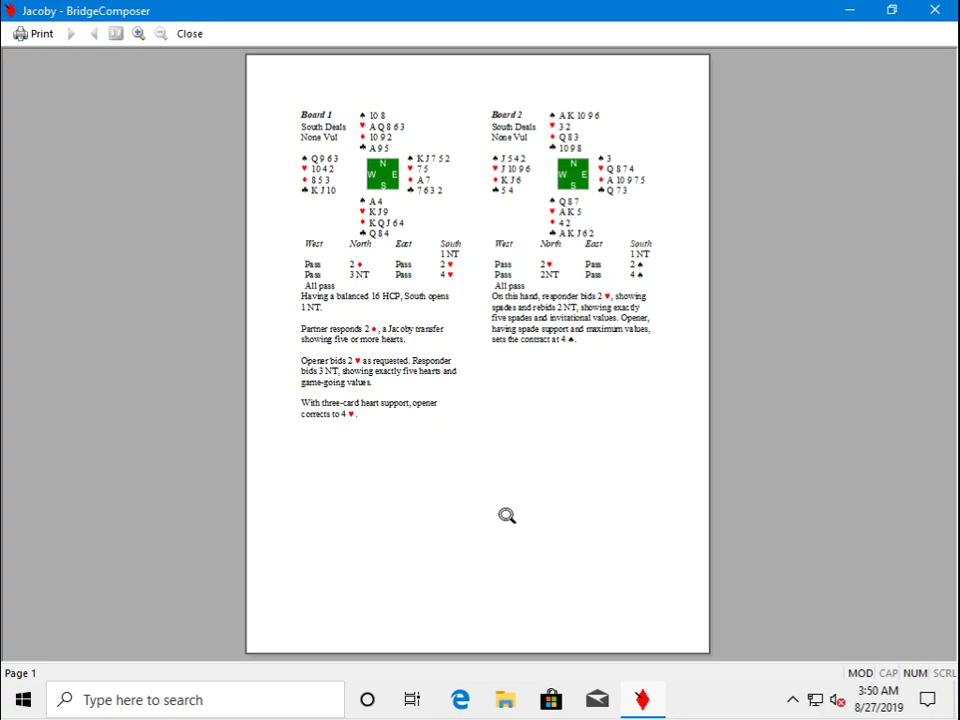 Jacoby - BridgeComposer
Print Close
Board 1
South Deals
None Vul
♠ 10 8
♥ A Q 8 6 3
♦ 10 9 2
♣ A 9 5
♠ Q 9 6 3
♥ 10 4 2
♦ 8 5 3
♣ K J 10
N
W E
S
♠ K J 7 5 2
♥ 7 5
♦ A 7
♣ 7 6 3 2
♠ A 4
♥ K J 9
♦ K Q J 6 4
♣ Q 8 4
West North East South
1 NT
Pass 2 ♦ Pass 2 ♥
Pass 3 NT Pass 4 ♥
All pass
Having a balanced 16 HCP, South opens
1 NT.
Partner responds 2 ♦, a Jacoby transfer
showing five or more hearts.
Opener bids 2 ♥ as requested. Responder
bids 3 NT, showing exactly five hearts and
game-going values.
With three-card heart support, opener
corrects to 4 ♥.
Board 2
South Deals
None Vul
♠ A K 10 9 6
♥ 3 2
♦ Q 8 3
♣ 10 9 8
♠ J 5 4 2
♥ J 10 9 6
♦ K J 6
♣ 5 4
N
W E
S
♠ 3
♥ Q 8 7 4
♦ A 10 9 7 5
♣ Q 7 3
♠ Q 8 7
♥ A K 5
♦ 4 2
♣ A K J 6 2
West North East South
1 NT
Pass 2 ♥ Pass 2 ♠
Pass 2NT Pass 4 ♠
All pass
On this hand, responder bids 2 ♥, showing
spades and rebids 2 NT, showing exactly
five spades and invitational values. Opener,
having spade support and maximum values,
sets the contract at 4 ♠.
Page 1
MOD CAP NUM SCRL
Type here to search
3:50 AM
8/27/2019